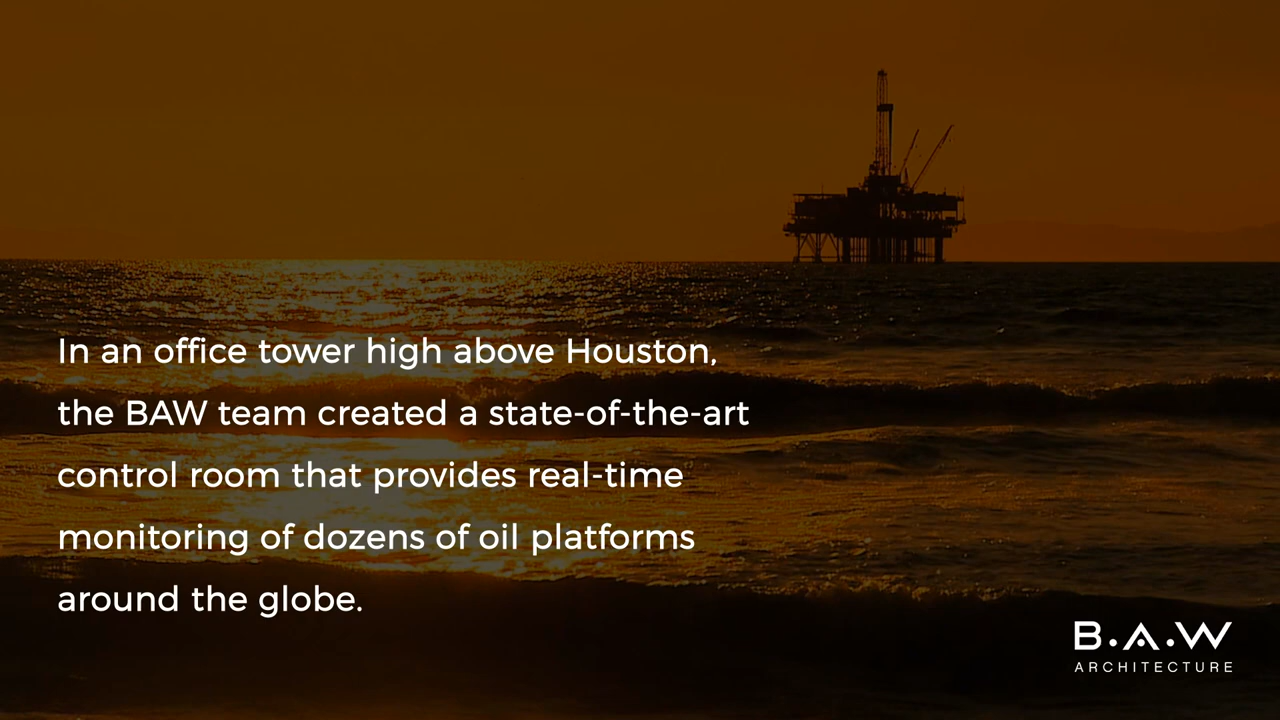 In an office tower high above Houston,
the BAW team created a state-of-the-art
control room that provides real-time
monitoring of dozens of oil platforms
around the globe.
B.A.W
ARCHITECTURE